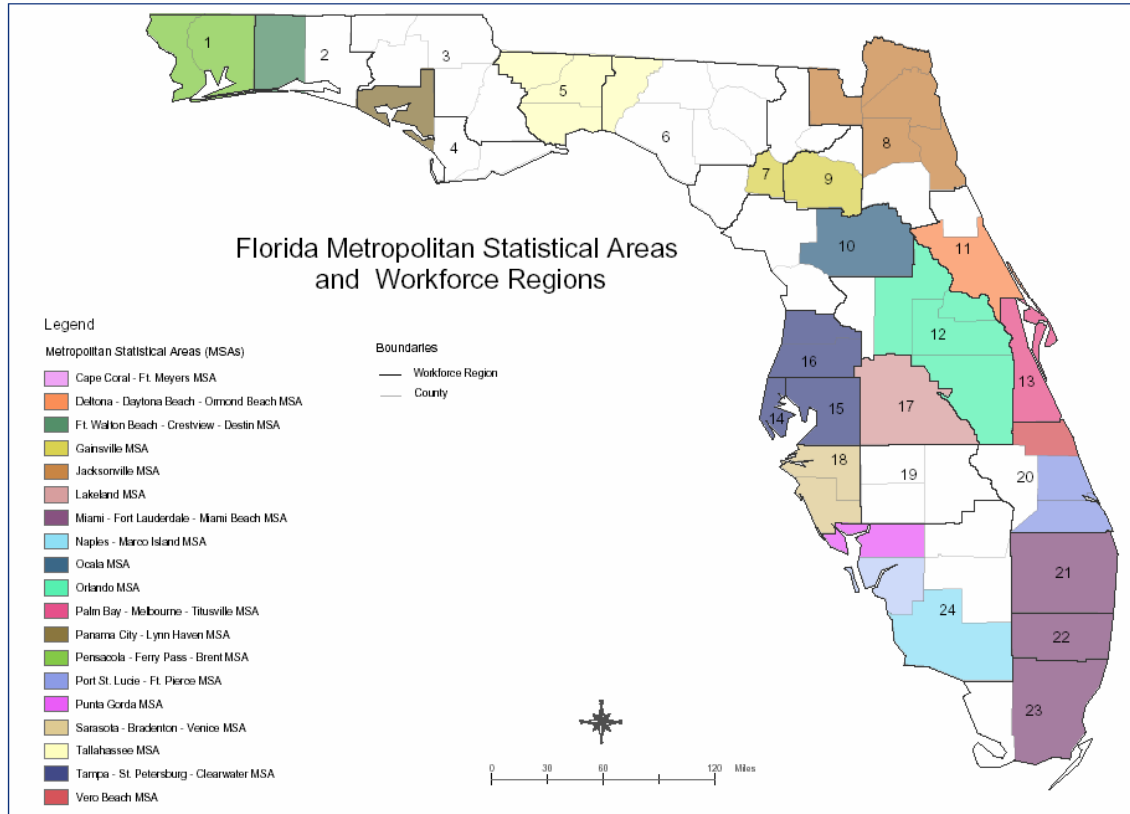 Florida Metropolitan Statistical Areas
and Workforce Regions
Legend
Metropolitan Statistical Areas (MSAs)
Cape Coral - Ft. Meyers MSA
Deltona - Daytona Beach - Ormond Beach MSA
Ft. Walton Beach - Crestview - Destin MSA
Gainsville MSA
Jacksonville MSA
Lakeland MSA
Miami - Fort Lauderdale - Miami Beach MSA
Naples - Marco Island MSA
Ocala MSA
Orlando MSA
Palm Bay - Melbourne - Titusville MSA
Panama City - Lynn Haven MSA
Pensacola - Ferry Pass - Brent MSA
Port St. Lucie - Ft. Pierce MSA
Punta Gorda MSA
Sarasota - Bradenton - Venice MSA
Tallahassee MSA
Tampa - St. Petersburg - Clearwater MSA
Vero Beach MSA
Boundaries
Workforce Region
County
1
2
3
4
5
6
7
8
9
10
11
12
13
14
15
16
17
18
19
20
21
22
23
24
0 30 60 120 Miles